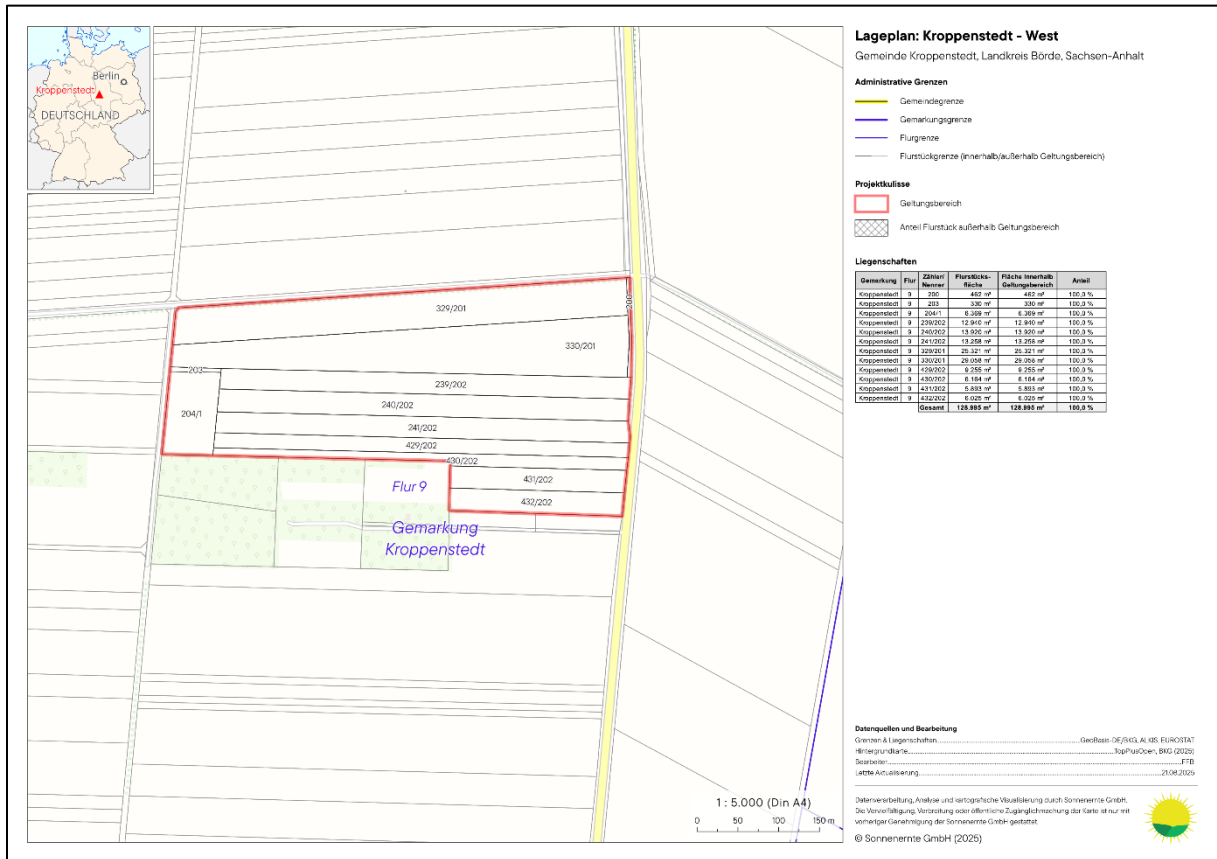 Berlin
Kroppenstedt
DEUTSCHLAND
329/201
200
330/201
203
239/202
204/1
240/202
241/202
429/202
430/202
431/202
432/202
Flur 9
Gemarkung
Kroppenstedt
1 : 5.000 (Din A4)
0 50 100 150 m
Lageplan: Kroppenstedt - West
Gemeinde Kroppenstedt, Landkreis Börde, Sachsen-Anhalt
Administrative Grenzen
Gemeindegrenze
Gemarkungsgrenze
Flurgrenze
Flurstückgrenze (innerhalb/außerhalb Geltungsbereich)
Projektkulisse
Geltungsbereich
Anteil Flurstück außerhalb Geltungsbereich
Liegenschaften
Gemarkung Flur Zähler/Nenner Flurstücks-fläche Fläche innerhalb Geltungsbereich Anteil
Kroppenstedt 9 200 462 m² 462 m² 100,0 %
Kroppenstedt 9 203 330 m² 330 m² 100,0 %
Kroppenstedt 9 204/1 6.369 m² 6.369 m² 100,0 %
Kroppenstedt 9 239/202 12.940 m² 12.940 m² 100,0 %
Kroppenstedt 9 240/202 13.920 m² 13.920 m² 100,0 %
Kroppenstedt 9 241/202 13.258 m² 13.258 m² 100,0 %
Kroppenstedt 9 329/201 25.321 m² 25.321 m² 100,0 %
Kroppenstedt 9 330/201 29.058 m² 29.058 m² 100,0 %
Kroppenstedt 9 429/202 9.255 m² 9.255 m² 100,0 %
Kroppenstedt 9 430/202 6.164 m² 6.164 m² 100,0 %
Kroppenstedt 9 431/202 5.893 m² 5.893 m² 100,0 %
Kroppenstedt 9 432/202 6.025 m² 6.025 m² 100,0 %
Gesamt 128.995 m² 128.995 m² 100,0 %
Datenquellen und Bearbeitung
Grenzen & Liegenschaften GeoBasis-DE/BKG, ALKIS, EUROSTAT
Hintergrundkarte TopPlusOpen, BKG (2025)
Bearbeiter FFB
Letzte Aktualisierung 21.08.2025
Datenverarbeitung, Analyse und kartografische Visualisierung durch Sonnenernte GmbH.
Die Vervielfältigung, Verbreitung oder öffentliche Zugänglichmachung der Karte ist nur mit
vorheriger Genehmigung der Sonnenernte GmbH gestattet.
© Sonnenernte GmbH (2025)